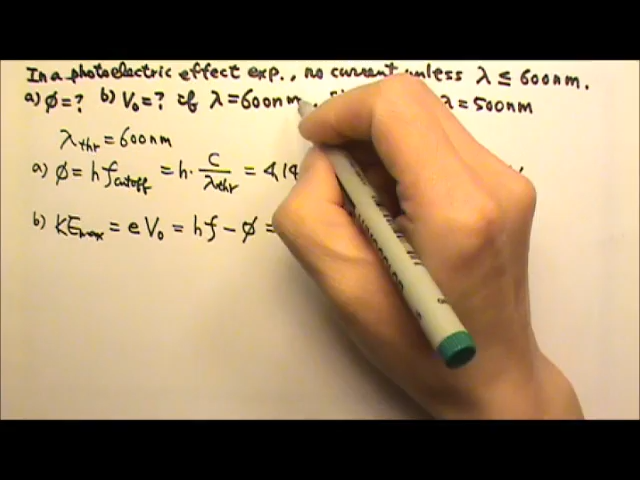 In a photoelectric effect exp., no current unless λ ≤ 600nm.
a) ϕ=? b) V₀=? if λ=600nm, λ=500nm
λthr = 600nm
a) ϕ = hfcutoff = h· c/λthr = 4.14
b) KEmax = eV₀ = hf − ϕ =